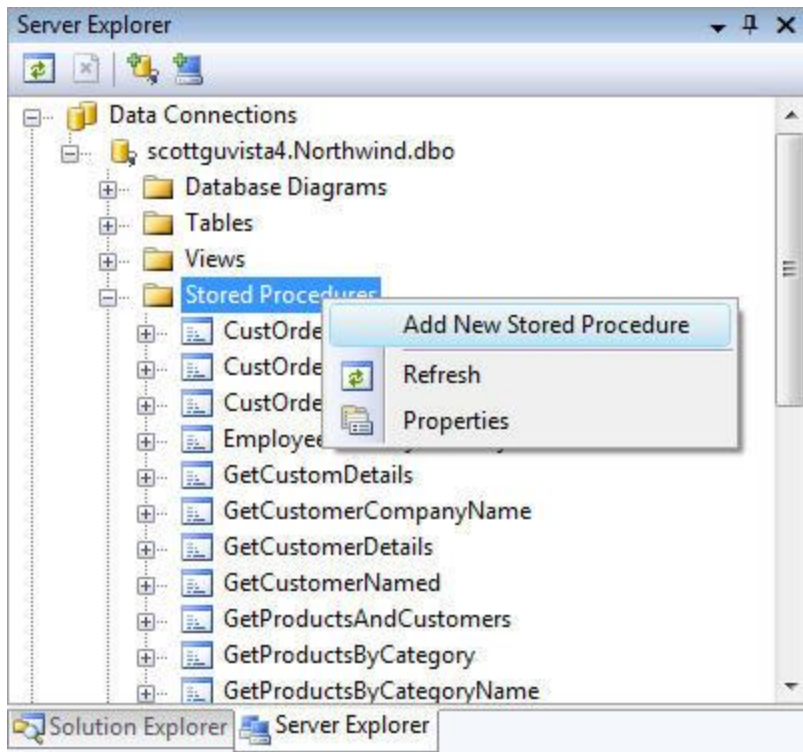 Server Explorer
Data Connections
scottguvista4.Northwind.dbo
Database Diagrams
Tables
Views
Stored Procedures
Add New Stored Procedure
Refresh
Properties
GetCustomDetails
GetCustomerCompanyName
GetCustomerDetails
GetCustomerNamed
GetProductsAndCustomers
GetProductsByCategory
GetProductsByCategoryName
Solution Explorer
Server Explorer